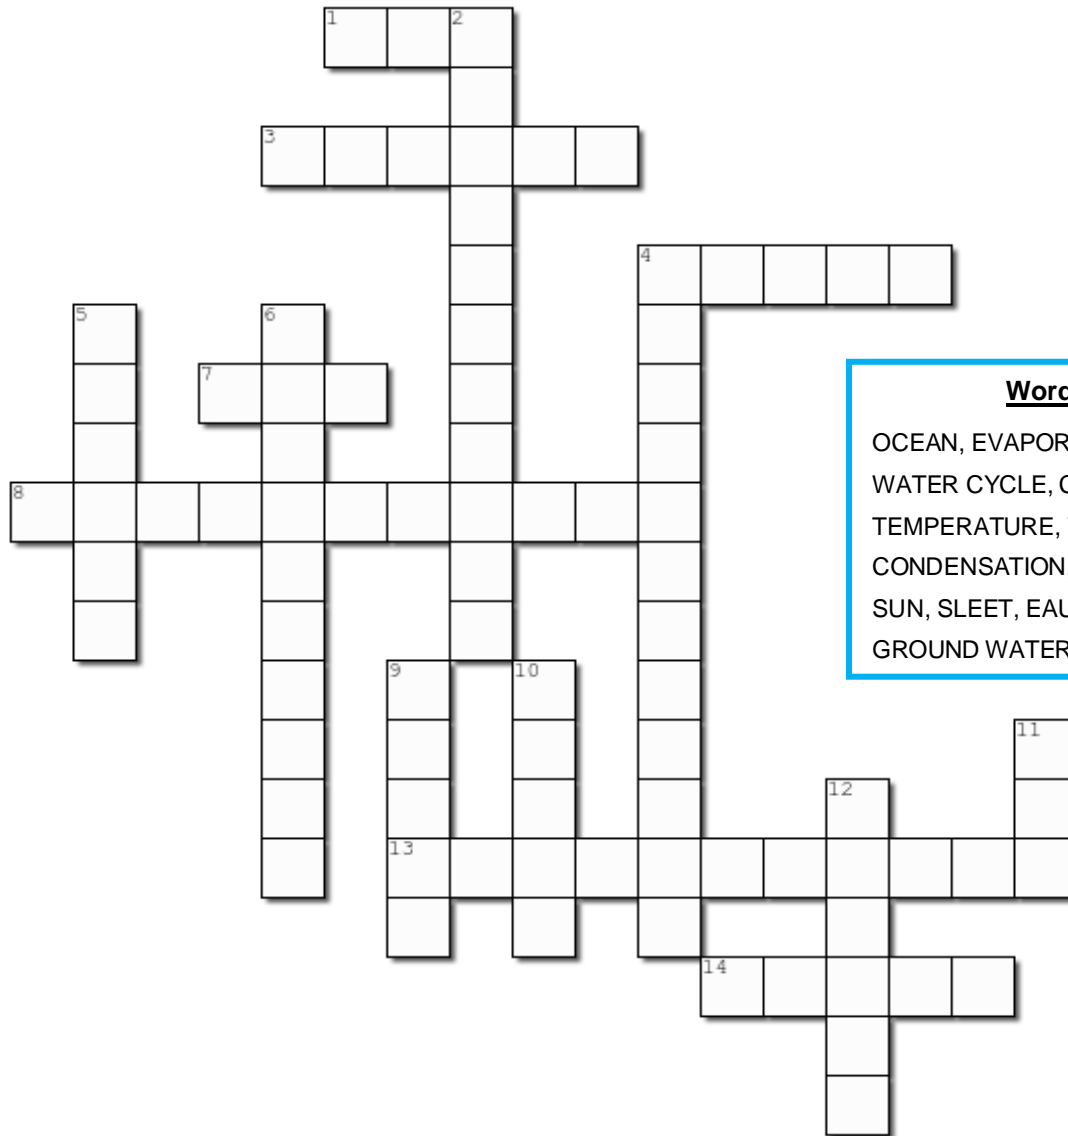 1
2
3
4
5
6
7
8
9
10
11
12
13
14
Word
OCEAN, EVAPOR
WATER CYCLE,
TEMPERATURE,
CONDENSATION
SUN, SLEET, EAU
GROUND WATER